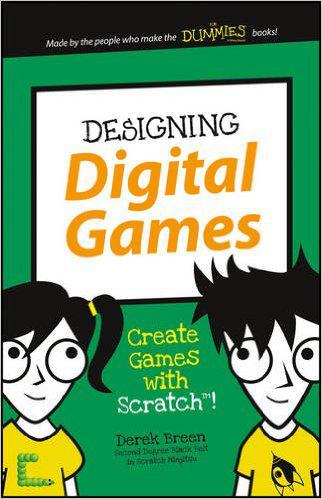 Made by the people who make the FOR DUMMIES books!
DESIGNING
Digital
Games
Create
Games
with
Scratch™!
Derek Breen
Second Degree Black Belt
in Scratch Ninjitsu